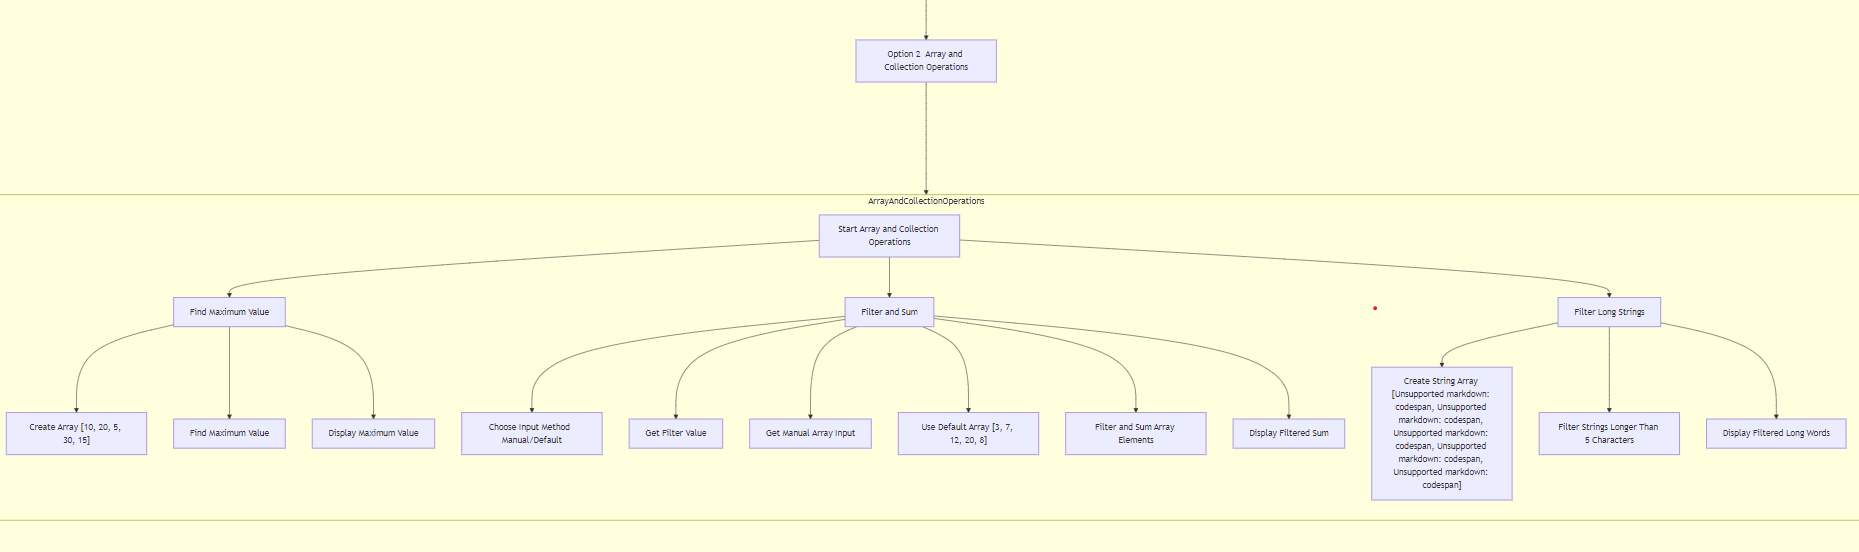 Option 2 Array and
Collection Operations
ArrayAndCollectionOperations
Start Array and Collection
Operations
Find Maximum Value
Filter and Sum
Filter Long Strings
Create Array [10, 20, 5,
30, 15]
Find Maximum Value
Display Maximum Value
Choose Input Method
Manual/Default
Get Filter Value
Get Manual Array Input
Use Default Array [3, 7,
12, 20, 8]
Filter and Sum Array
Elements
Display Filtered Sum
Create String Array
[Unsupported markdown:
codespan, Unsupported
markdown: codespan,
Unsupported markdown:
codespan, Unsupported
markdown: codespan,
Unsupported markdown:
codespan]
Filter Strings Longer Than
5 Characters
Display Filtered Long Words